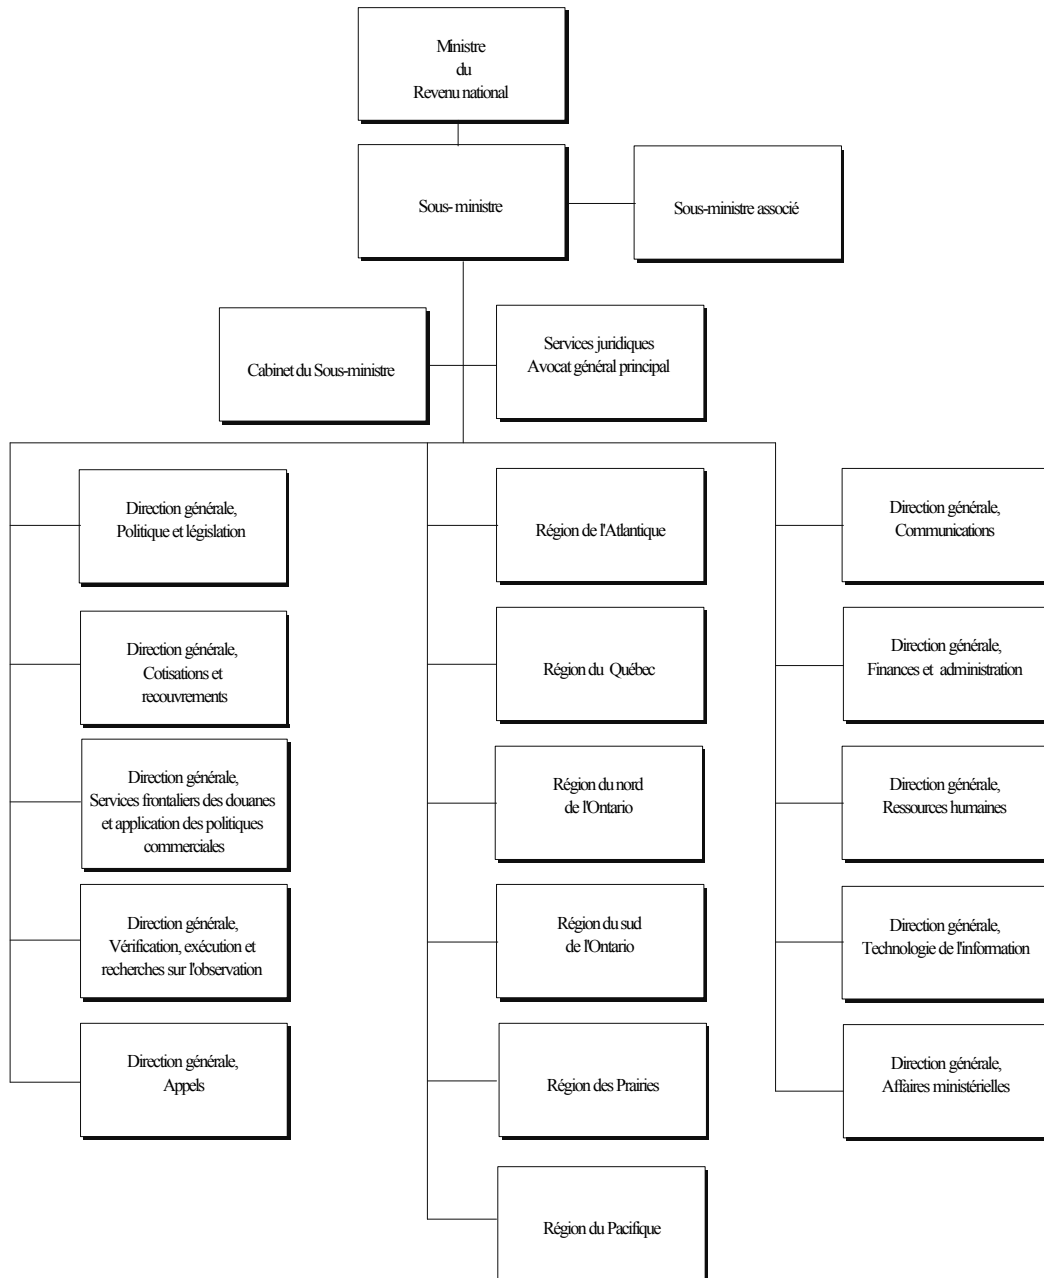 Ministre
du
Revenu national
Sous- ministre
Sous-ministre associé
Cabinet du Sous-ministre
Services juridiques
Avocat général principal
Direction générale,
Politique et législation
Direction générale,
Cotisations et
recouvrements
Direction générale,
Services frontaliers des douanes
et application des politiques
commerciales
Direction générale,
Vérification, exécution et
recherches sur l'observation
Direction générale,
Appels
Région de l'Atlantique
Région du Québec
Région du nord
de l'Ontario
Région du sud
de l'Ontario
Région des Prairies
Région du Pacifique
Direction générale,
Communications
Direction générale,
Finances et administration
Direction générale,
Ressources humaines
Direction générale,
Technologie de l'information
Direction générale,
Affaires ministérielles